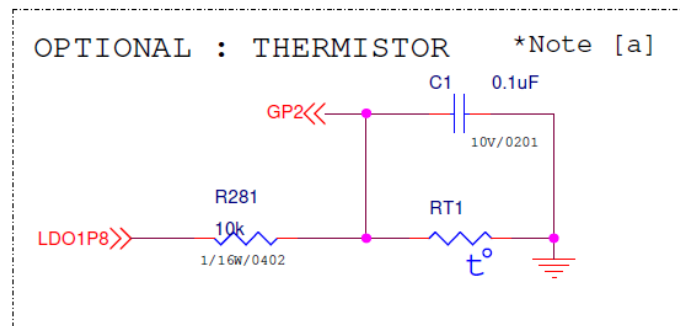 OPTIONAL : THERMISTOR *Note [a]
C1 0.1uF
GP2
10V/0201
R281
RT1
10k
LDO1P8
1/16W/0402
t°